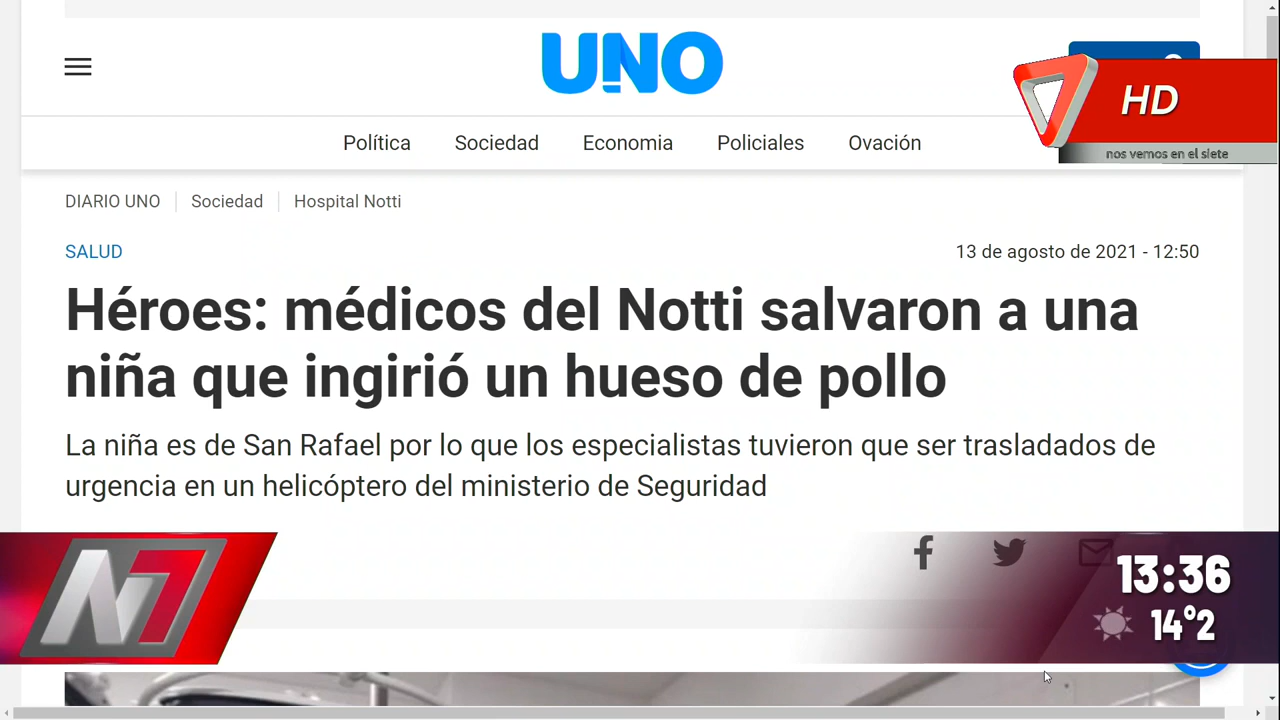 UNO
HD
nos vemos en el siete
Política Sociedad Economia Policiales Ovación
DIARIO UNO Sociedad Hospital Notti
SALUD
13 de agosto de 2021 - 12:50
Héroes: médicos del Notti salvaron a una
niña que ingirió un hueso de pollo
La niña es de San Rafael por lo que los especialistas tuvieron que ser trasladados de
urgencia en un helicóptero del ministerio de Seguridad
N7
13:36
14°2